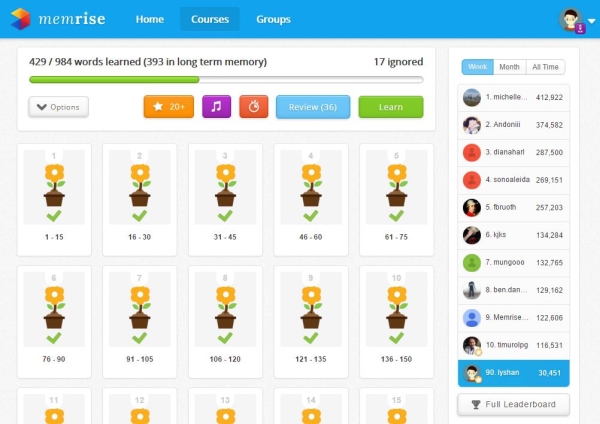 memrise
Home
Courses
Groups
429 / 984 words learned (393 in long term memory)
17 ignored
Options
20+
Review (36)
Learn
1
2
3
4
5
1 - 15
16 - 30
31 - 45
46 - 60
61 - 75
6
7
8
9
10
76 - 90
91 - 105
106 - 120
121 - 135
136 - 150
11
12
13
14
15
Week
Month
All Time
1. michelle... 412,922
2. Andoniii 374,582
3. dianaharl 287,500
4. sonoaleida 269,151
5. fbruoth 257,203
6. kjks 134,284
7. mungooo 132,765
8. ben.dan... 129,162
9. Memrise... 122,606
10. timurolpg 116,531
90. lyshan 30,451
Full Leaderboard